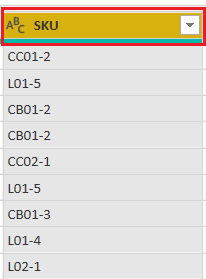 ABC SKU
CC01-2
L01-5
CB01-2
CB01-2
CC02-1
L01-5
CB01-3
L01-4
L02-1